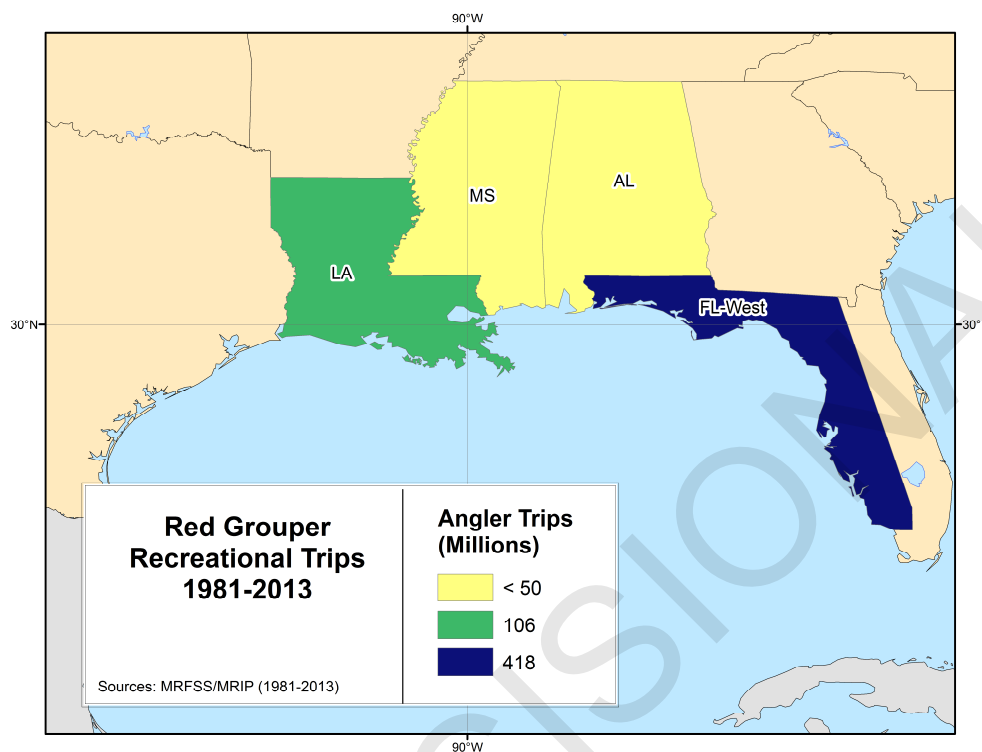 90°W
MS
AL
LA
FL-West
30°N
30°
Red Grouper
Recreational Trips
1981-2013
Sources: MRFSS/MRIP (1981-2013)
Angler Trips
(Millions)
< 50
106
418
90°W
SISIONA